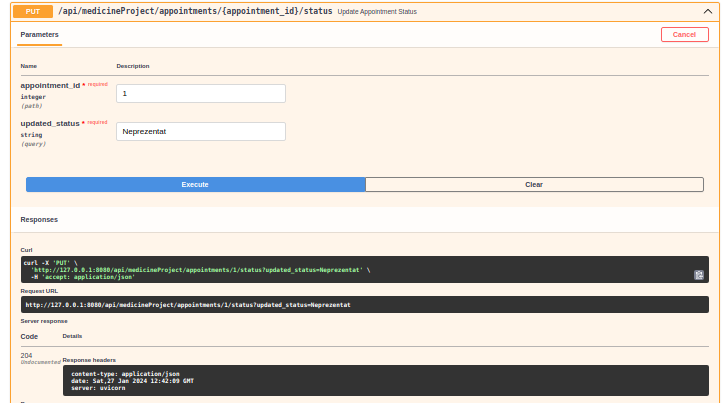 PUT /api/medicineProject/appointments/{appointment_id}/status Update Appointment Status
Parameters
Cancel
Name Description
appointment_id * required
integer
(path)
1
updated_status * required
string
(query)
Neprezentat
Execute Clear
Responses
Curl
curl -X 'PUT' \
'http://127.0.0.1:8080/api/medicineProject/appointments/1/status?updated_status=Neprezentat' \
-H 'accept: application/json'
Request URL
http://127.0.0.1:8080/api/medicineProject/appointments/1/status?updated_status=Neprezentat
Server response
Code Details
204
Undocumented
Response headers
content-type: application/json
date: Sat,27 Jan 2024 12:42:09 GMT
server: uvicorn